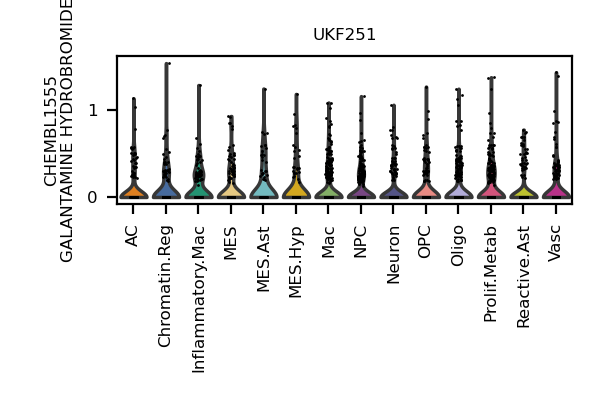 UKF251
CHEMBL1555
GALANTAMINE HYDROBROMIDE
1
0
AC
Chromatin.Reg
Inflammatory.Mac
MES
MES.Ast
MES.Hyp
Mac
NPC
Neuron
OPC
Oligo
Prolif.Metab
Reactive.Ast
Vasc